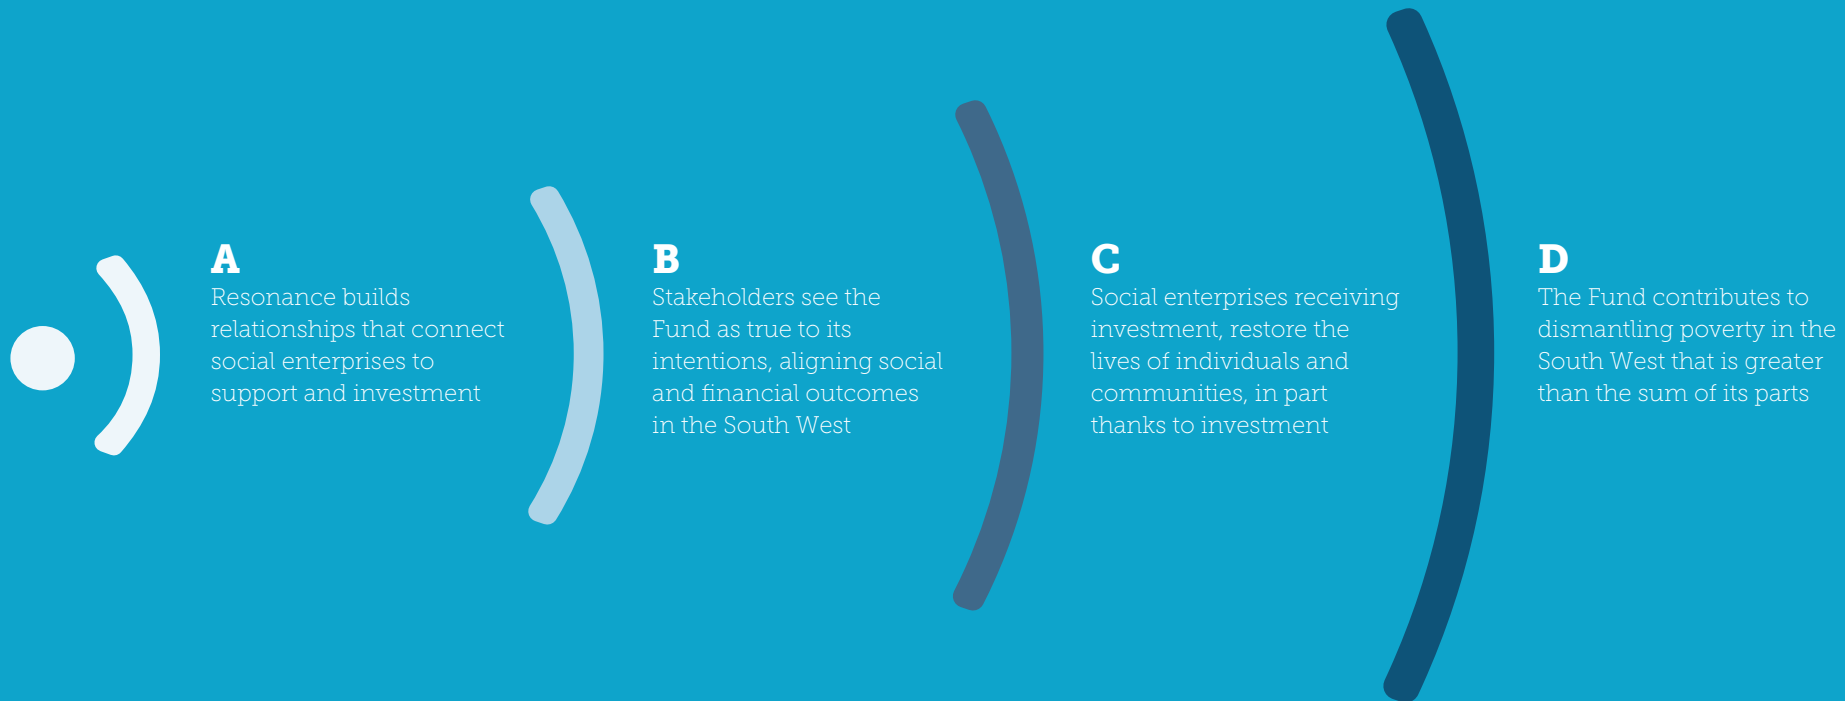 A
Resonance builds
relationships that connect
social enterprises to
support and investment
B
Stakeholders see the
Fund as true to its
intentions, aligning social
and financial outcomes
in the South West
C
Social enterprises receiving
investment, restore the
lives of individuals and
communities, in part
thanks to investment
D
The Fund contributes to
dismantling poverty in the
South West that is greater
than the sum of its parts